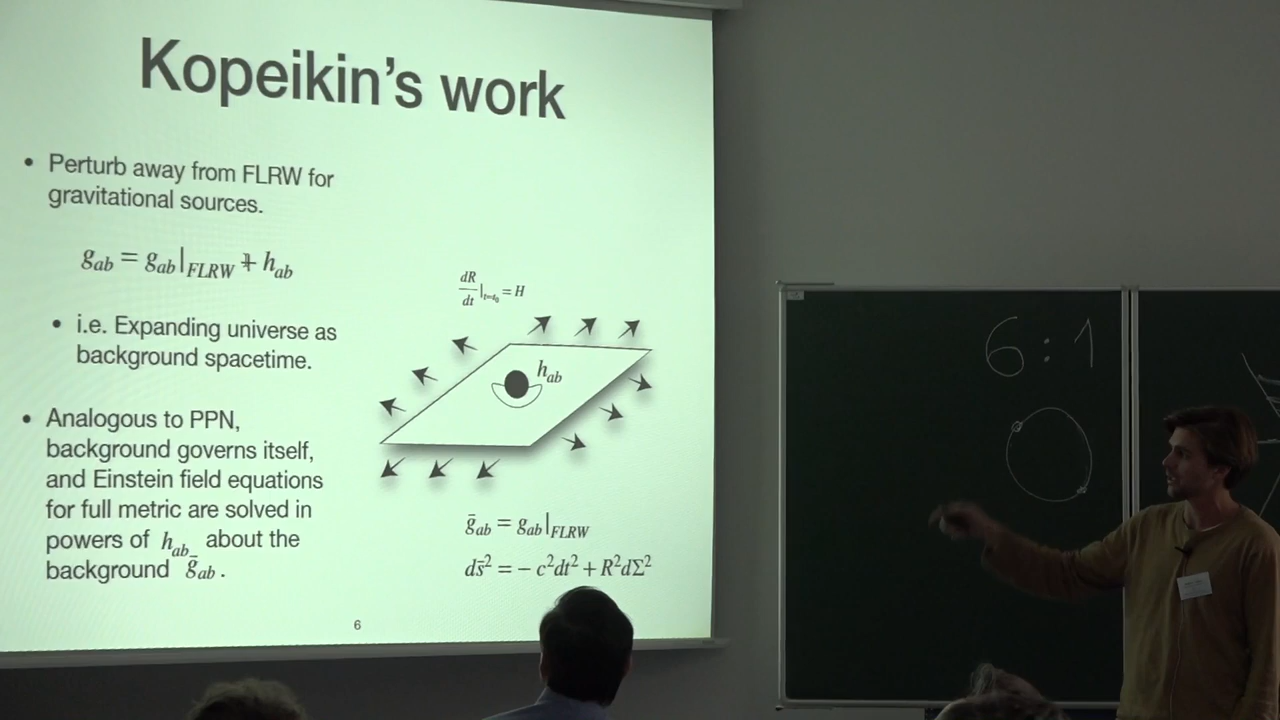 Kopeikin's work
• Perturb away from FLRW for
gravitational sources.
g_ab = g_ab|_FLRW + h_ab
• i.e. Expanding universe as
background spacetime.
• Analogous to PPN,
background governs itself,
and Einstein field equations
for full metric are solved in
powers of h_ab about the
background ḡ_ab.
dR/dt|_t=t₀ = H
h_ab
ḡ_ab = g_ab|_FLRW
ds̄² = − c²dt² + R²dΣ²
6
6 : 1